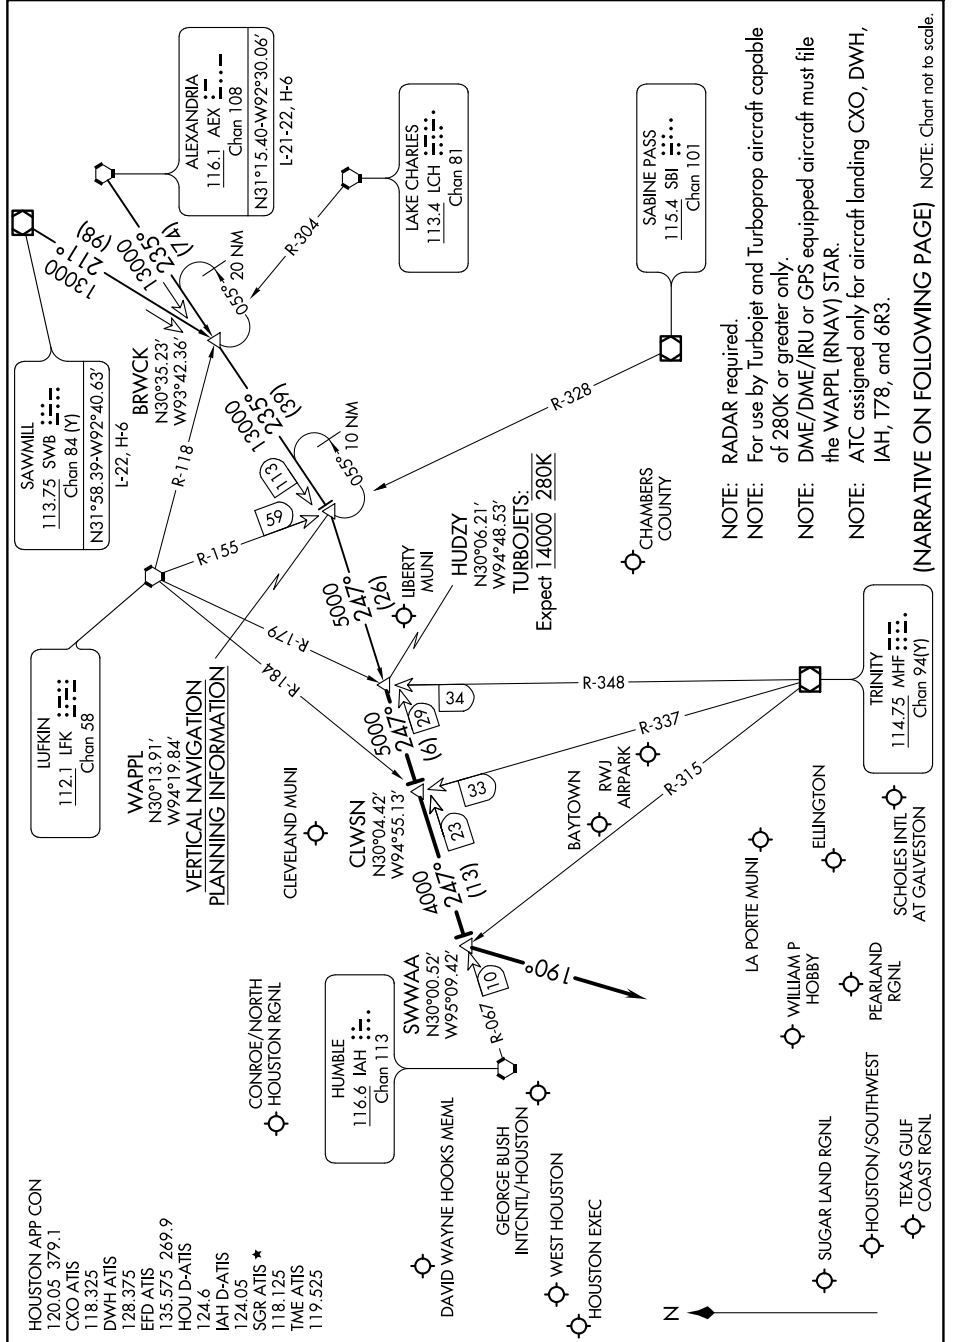 HOUSTON APP CON
120.05 379.1
CXO ATIS
118.325
DWH ATIS
128.375
EFD ATIS
135.575 269.9
HOU D-ATIS
124.6
IAH D-ATIS
124.05
SGR ATIS ★
118.125
TME ATIS
119.525
CONROE/NORTH
HOUSTON RGNL
HUMBLE
116.6 IAH
Chan 113
DAVID WAYNE HOOKS MEML
GEORGE BUSH
INTCNTL/HOUSTON
WEST HOUSTON
HOUSTON EXEC
N
SUGAR LAND RGNL
HOUSTON/SOUTHWEST
TEXAS GULF
COAST RGNL
LUFKIN
112.1 LFK
Chan 58
WAPPL
N30°13.91'
W94°19.84'
VERTICAL NAVIGATION
PLANNING INFORMATION
CLEVELAND MUNI
CLWSN
N30°04.42'
W94°55.13'
SWWAA
N30°00.52'
W95°09.42'
R-067
10
190°
4000
247°
(13)
23
33
5000
247°
(6)
29
34
5000
247°
(26)
R-184
R-179
R-155
R-118
59
113
LIBERTY
MUNI
HUDZY
N30°06.21'
W94°48.53'
TURBOJETS:
Expect 14000 280K
R-348
R-337
R-315
BAYTOWN
RWJ
AIRPARK
LA PORTE MUNI
ELLINGTON
WILLIAM P
HOBBY
PEARLAND
RGNL
SCHOLES INTL
AT GALVESTON
TRINITY
114.75 MHF
Chan 94(Y)
CHAMBERS
COUNTY
SAWMILL
113.75 SWB
Chan 84 (Y)
N31°58.39-W92°40.63'
L-22, H-6
BRWCK
N30°35.23'
W93°42.36'
13000
211°
(98)
13000
235°
(74)
055° 20 NM
13000
235°
(39)
055° 10 NM
ALEXANDRIA
116.1 AEX
Chan 108
N31°15.40-W92°30.06'
L-21-22, H-6
R-304
LAKE CHARLES
113.4 LCH
Chan 81
R-328
SABINE PASS
115.4 SBI
Chan 101
NOTE: RADAR required.
NOTE: For use by Turbojet and Turboprop aircraft capable
of 280K or greater only.
NOTE: DME/DME/IRU or GPS equipped aircraft must file
the WAPPL (RNAV) STAR.
NOTE: ATC assigned only for aircraft landing CXO, DWH,
IAH, T78, and 6R3.
(NARRATIVE ON FOLLOWING PAGE) NOTE: Chart not to scale.